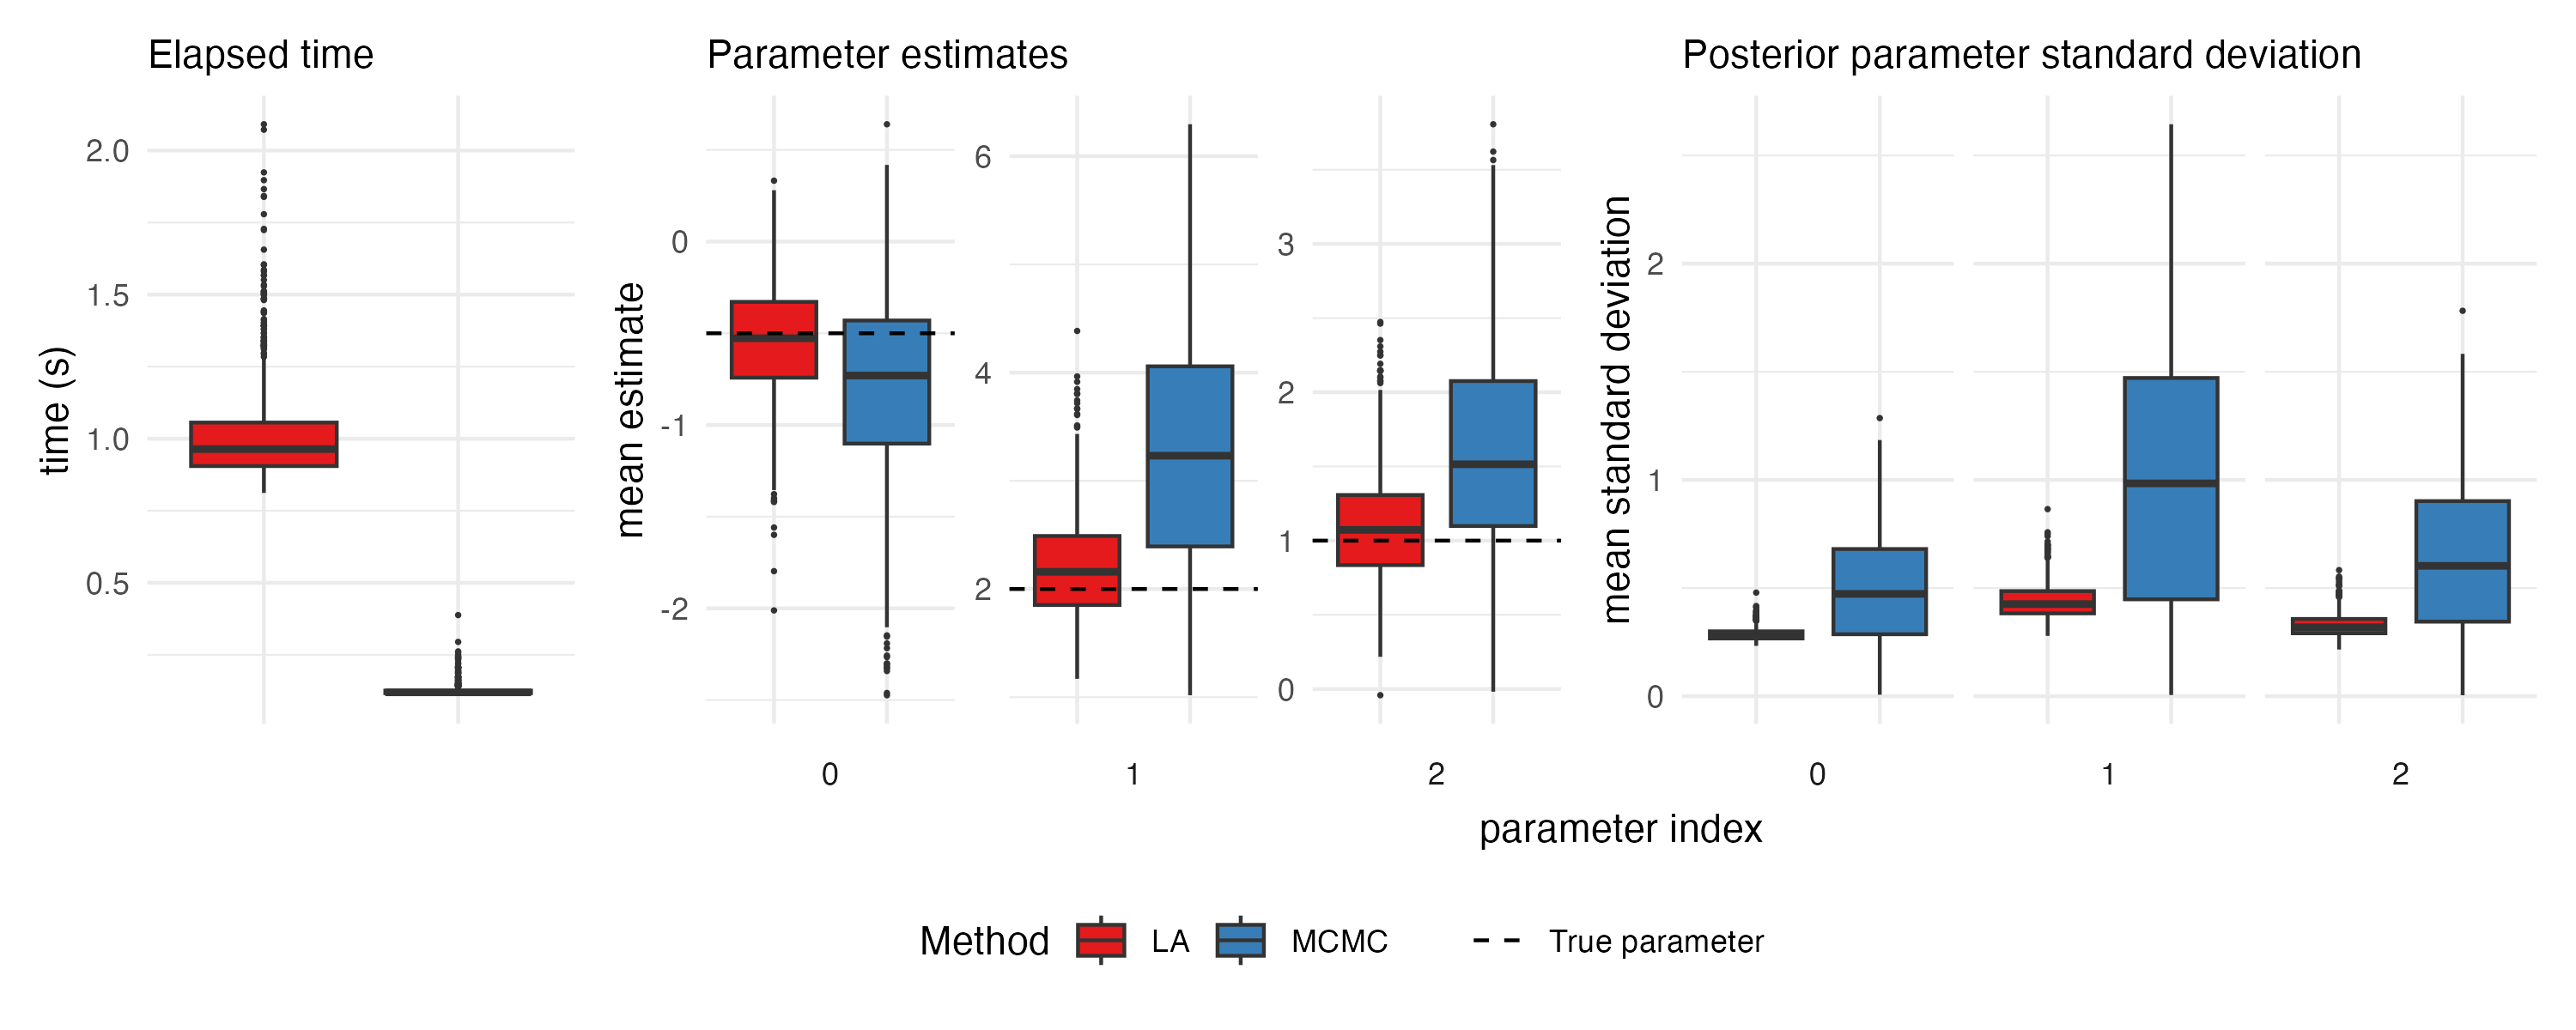 Elapsed time
time (s)
2.0
1.5
1.0
0.5
Parameter estimates
mean estimate
0
-1
-2
6
4
2
3
2
1
0
0
1
2
Posterior parameter standard deviation
mean standard deviation
2
1
0
0
1
2
parameter index
Method LA MCMC True parameter